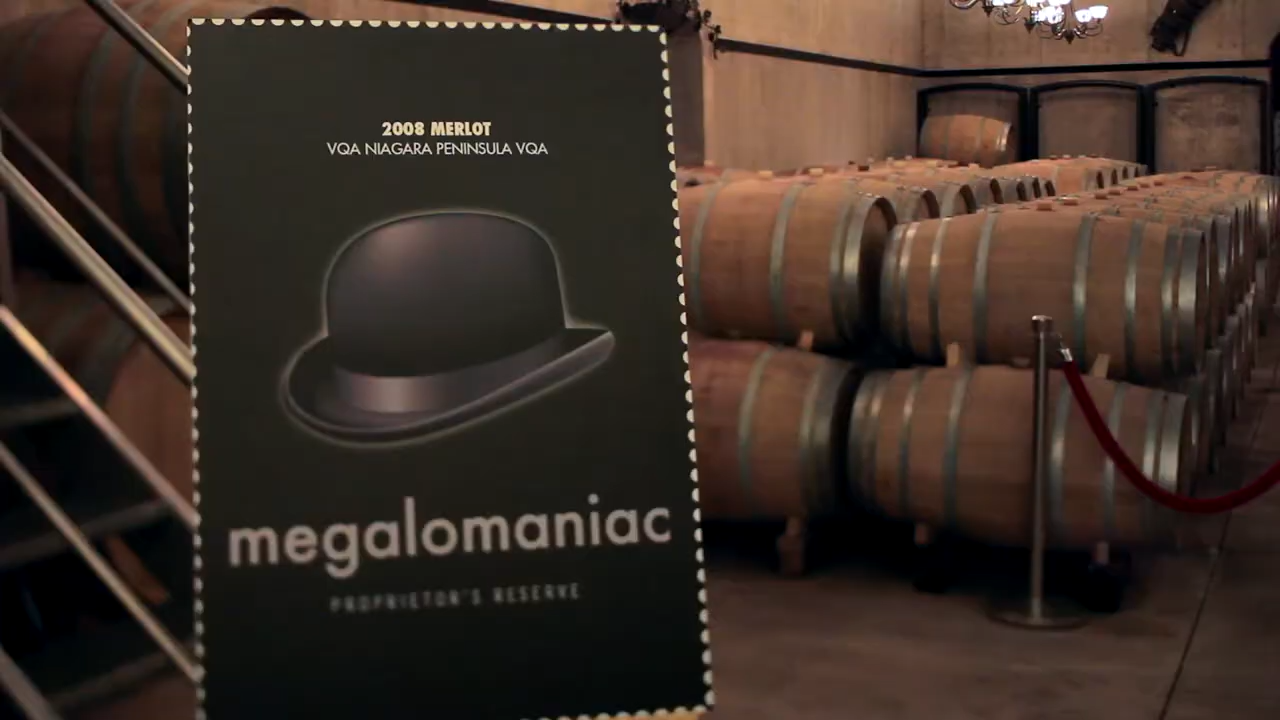 2008 MERLOT
VQA NIAGARA PENINSULA VQA
megalomaniac
PROPRIETOR'S RESERVE